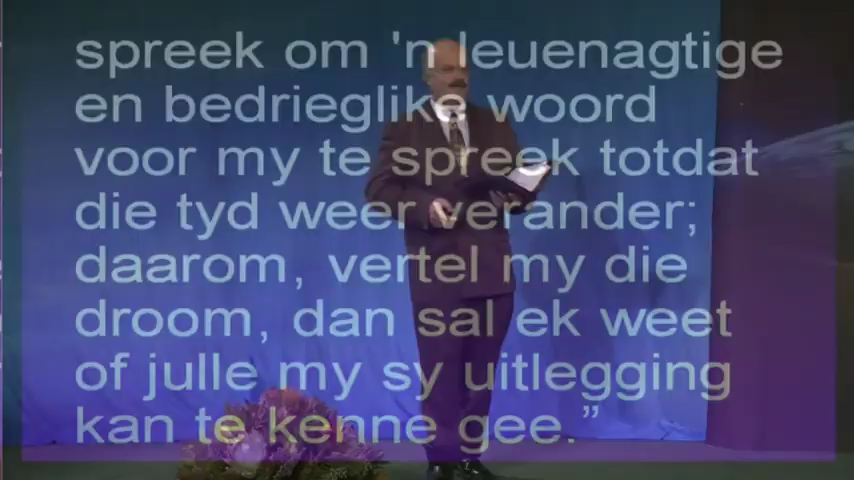 spreek om 'n leuenagtige
en bedrieglike woord
voor my te spreek totdat
die tyd weer verander;
daarom, vertel my die
droom, dan sal ek weet
of julle my sy uitlegging
kan te kenne gee.”